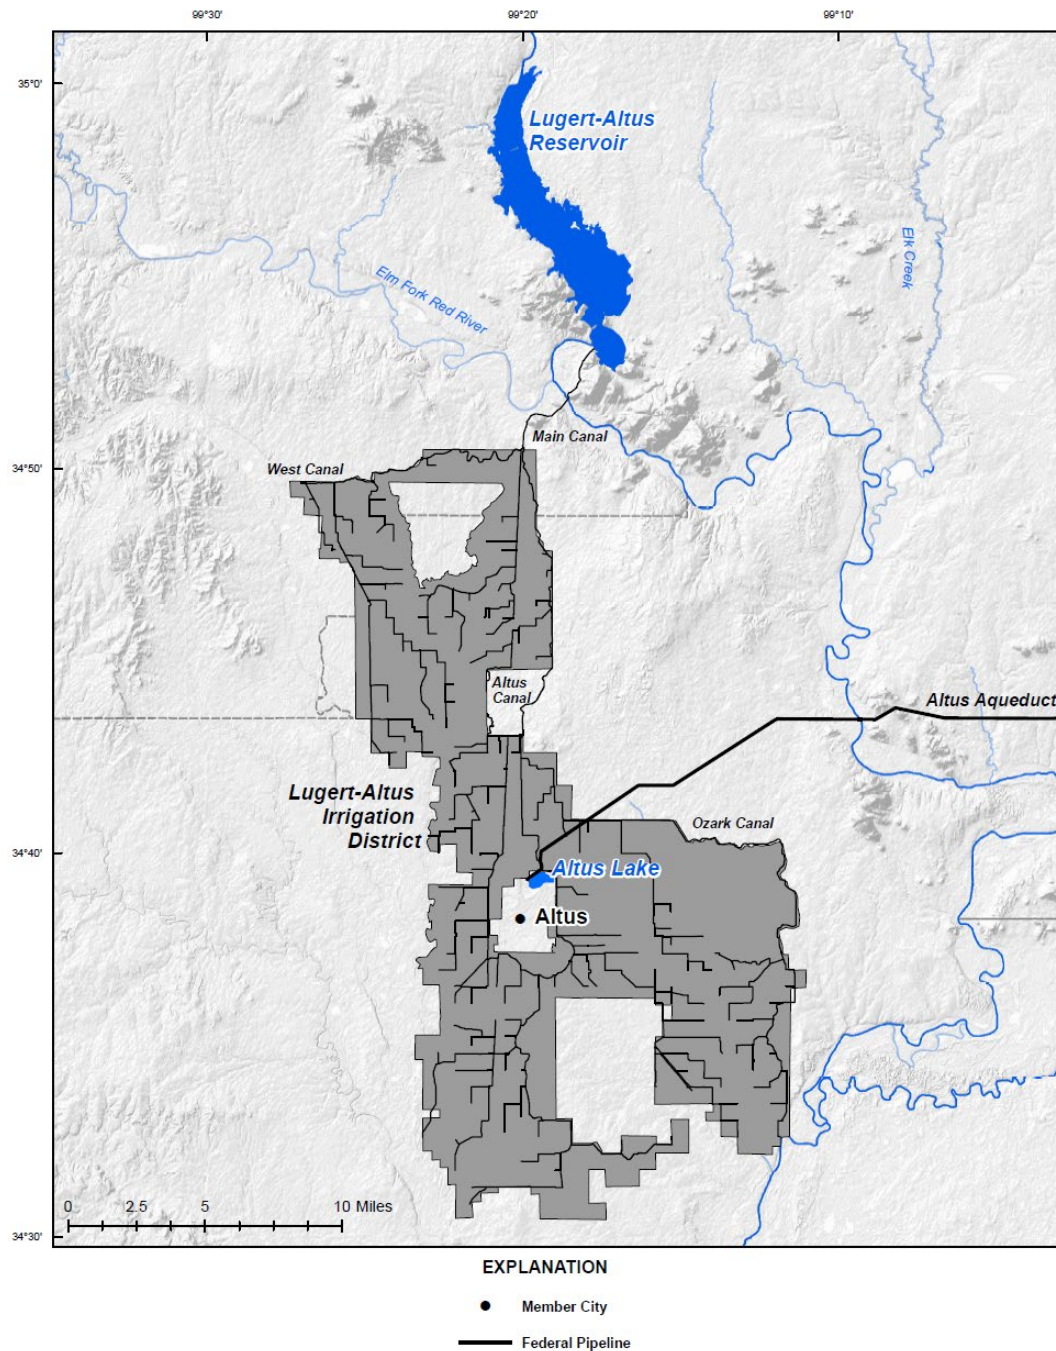 99°30'
99°20'
99°10'
35°0'
Lugert-Altus
Reservoir
Elk Creek
Elm Fork Red River
Main Canal
34°50'
West Canal
Altus
Canal
Altus Aqueduct
Lugert-Altus
Irrigation
District
Ozark Canal
34°40'
Altus Lake
Altus
0 2.5 5 10 Miles
34°30'
EXPLANATION
Member City
Federal Pipeline